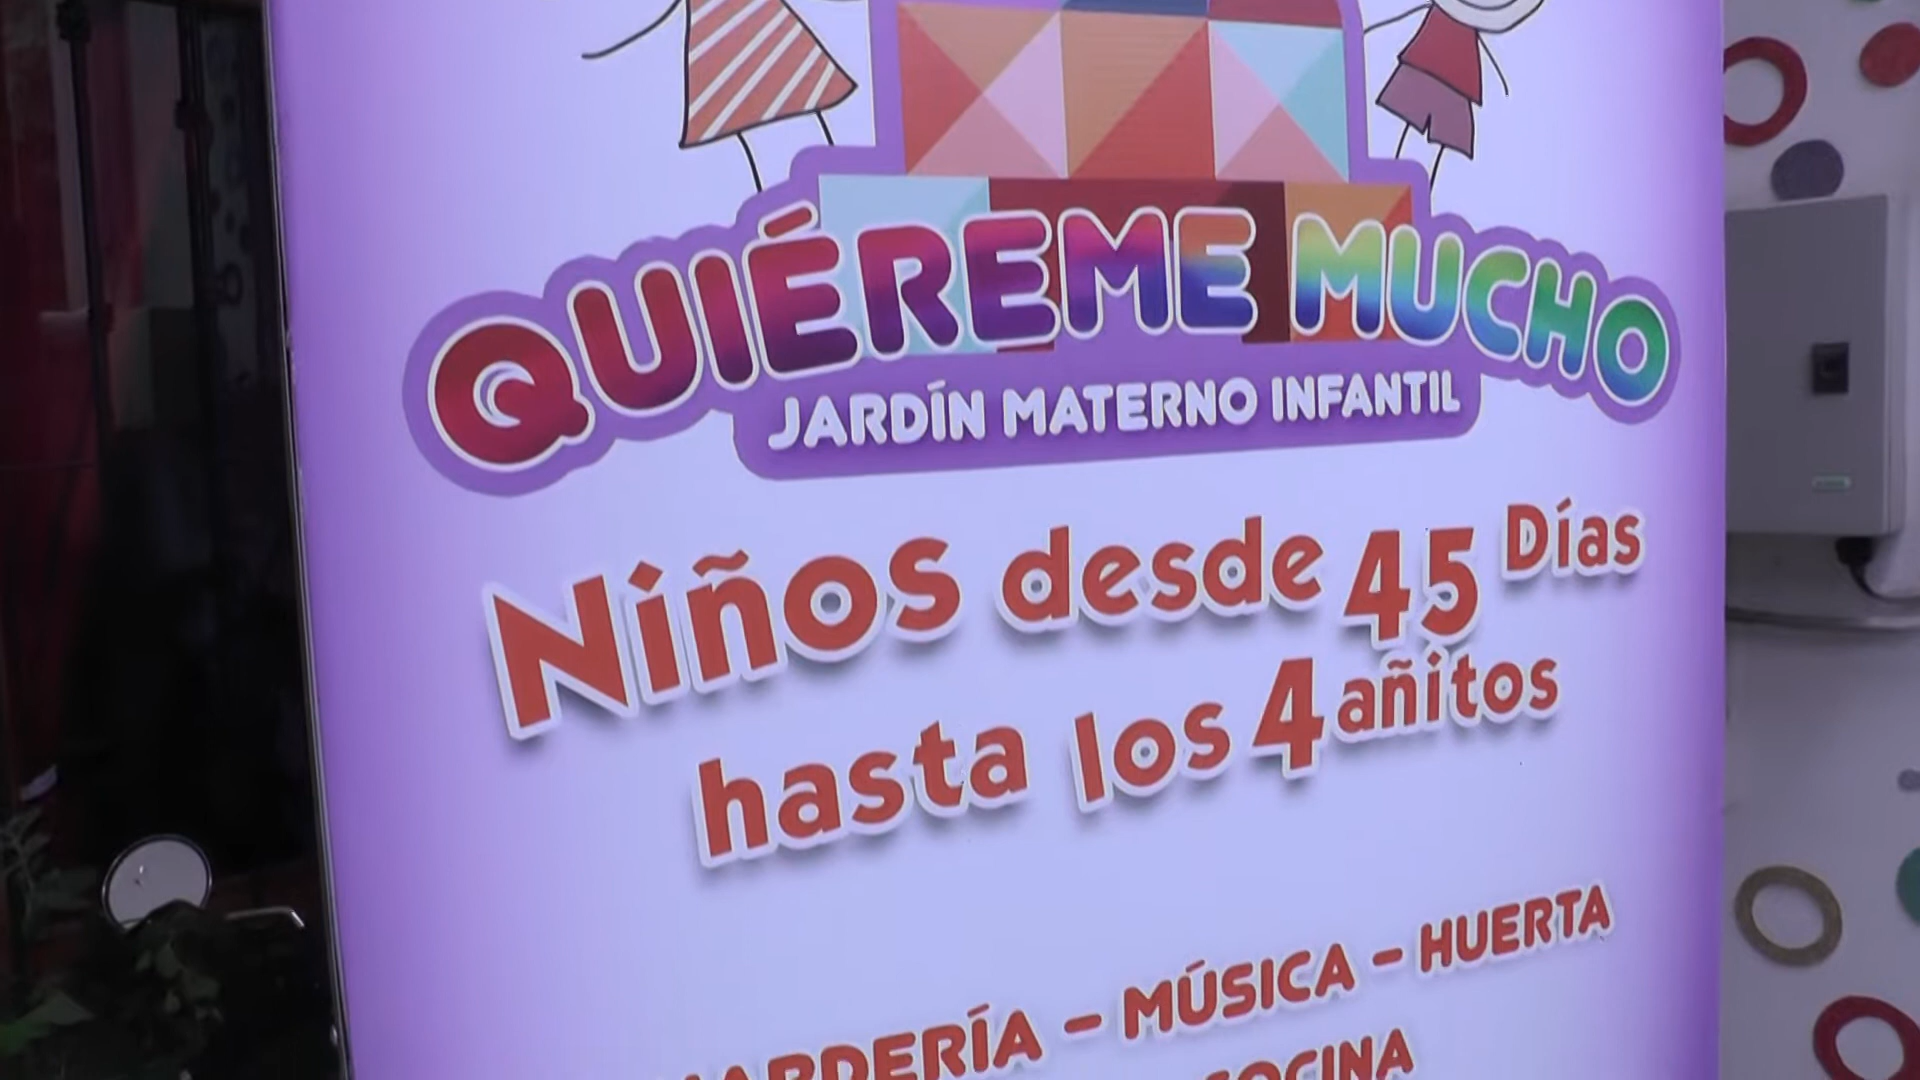 QUIÉREME MUCHO
JARDÍN MATERNO INFANTIL
Niños desde 45 Días
hasta los 4 añitos
– MÚSICA – HUERTA